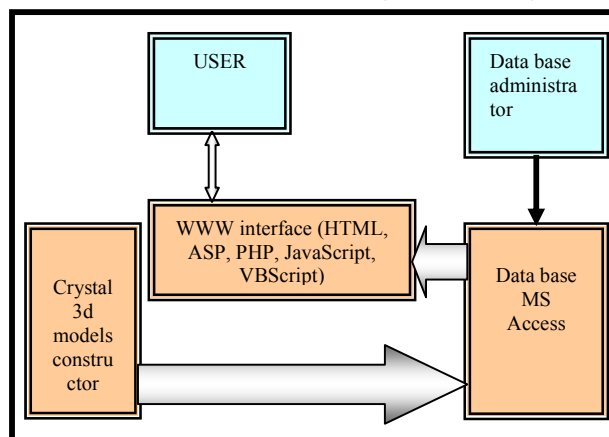 USER
Data base
administra
tor
WWW interface (HTML,
ASP, PHP, JavaScript,
VBScript)
Crystal
3d
models
constru
ctor
Data base
MS
Access